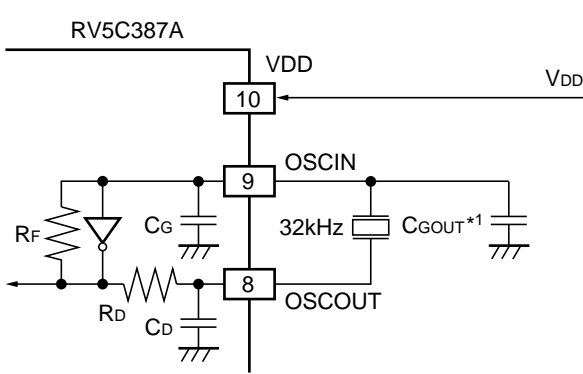 RV5C387A
VDD
VDD
10
OSCIN
9
RF
CG
32kHz
CGOUT*1
8
OSCOUT
RD
CD